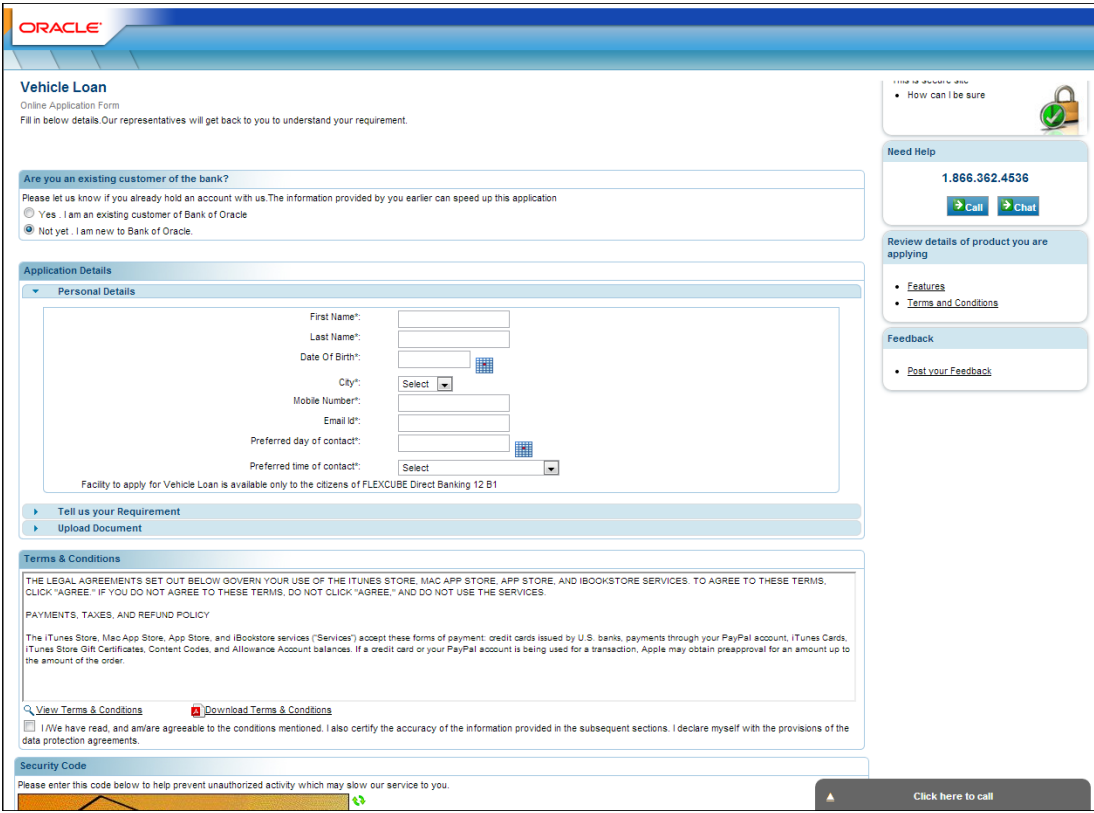 ORACLE
Vehicle Loan
Online Application Form
Fill in below details.Our representatives will get back to you to understand your requirement.
Are you an existing customer of the bank?
Please let us know if you already hold an account with us.The information provided by you earlier can speed up this application
Yes . I am an existing customer of Bank of Oracle
Not yet . I am new to Bank of Oracle.
Application Details
Personal Details
First Name*:
Last Name*:
Date Of Birth*:
City*:
Select
Mobile Number*:
Email Id*:
Preferred day of contact*:
Preferred time of contact*:
Select
Facility to apply for Vehicle Loan is available only to the citizens of FLEXCUBE Direct Banking 12 B1
Tell us your Requirement
Upload Document
Terms & Conditions
THE LEGAL AGREEMENTS SET OUT BELOW GOVERN YOUR USE OF THE ITUNES STORE, MAC APP STORE, APP STORE, AND IBOOKSTORE SERVICES. TO AGREE TO THESE TERMS,
CLICK "AGREE." IF YOU DO NOT AGREE TO THESE TERMS, DO NOT CLICK "AGREE," AND DO NOT USE THE SERVICES.
PAYMENTS, TAXES, AND REFUND POLICY
The iTunes Store, Mac App Store, App Store, and iBookstore services ("Services") accept these forms of payment: credit cards issued by U.S. banks, payments through your PayPal account, iTunes Cards,
iTunes Store Gift Certificates, Content Codes, and Allowance Account balances. If a credit card or your PayPal account is being used for a transaction, Apple may obtain preapproval for an amount up to
the amount of the order.
View Terms & Conditions
Download Terms & Conditions
I /We have read, and am/are agreeable to the conditions mentioned. I also certify the accuracy of the information provided in the subsequent sections. I declare myself with the provisions of the
data protection agreements.
Security Code
Please enter this code below to help prevent unauthorized activity which may slow our service to you.
This is secure site
How can I be sure
Need Help
1.866.362.4536
Call
Chat
Review details of product you are
applying
Features
Terms and Conditions
Feedback
Post your Feedback
Click here to call